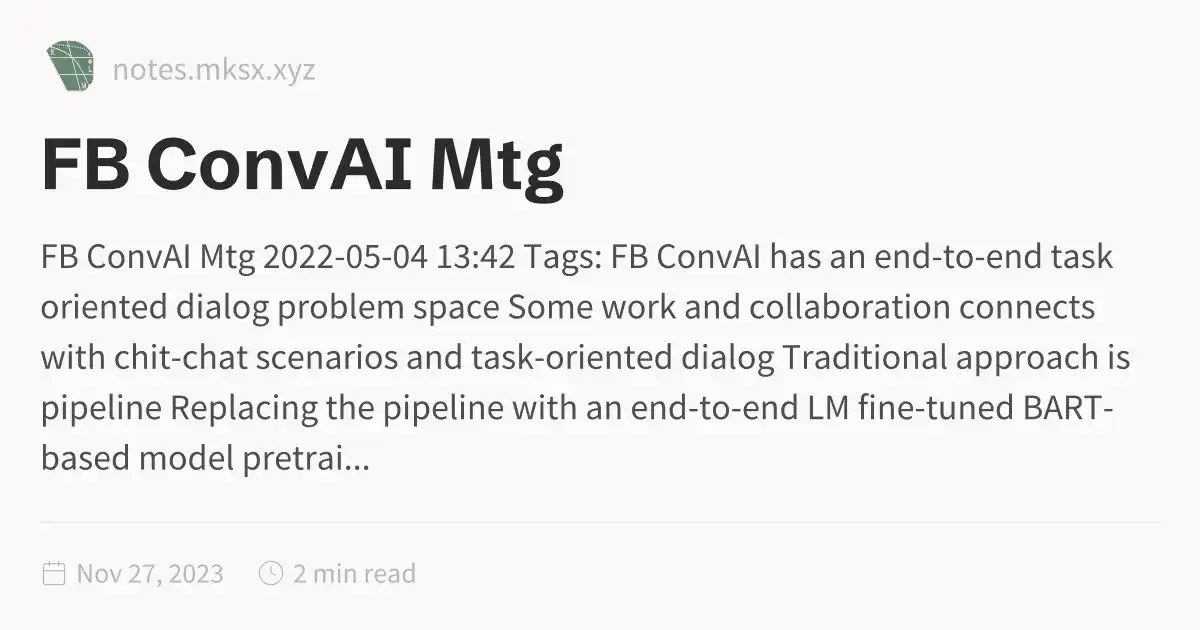 notes.mksx.xyz
FB ConvAI Mtg
FB ConvAI Mtg 2022-05-04 13:42 Tags: FB ConvAI has an end-to-end task
oriented dialog problem space Some work and collaboration connects
with chit-chat scenarios and task-oriented dialog Traditional approach is
pipeline Replacing the pipeline with an end-to-end LM fine-tuned BART-
based model pretrai...
Nov 27, 2023
2 min read